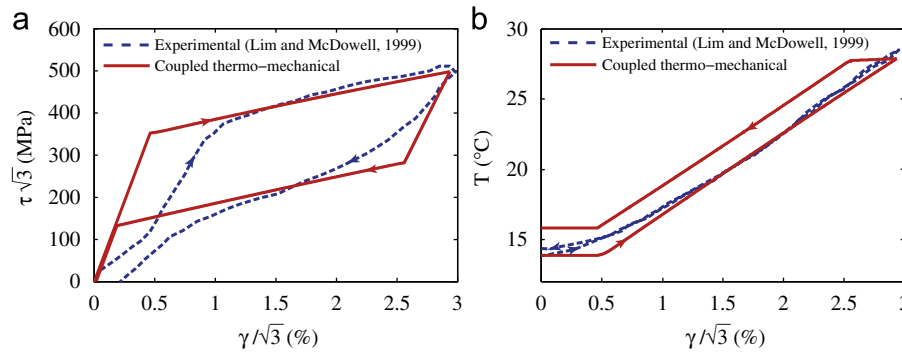 a
600
500
400
300
200
100
0
τ√3 (MPa)
Experimental (Lim and McDowell, 1999)
Coupled thermo-mechanical
0 0.5 1 1.5 2 2.5 3
γ/√3 (%)
b
30
25
20
15
T (°C)
Experimental (Lim and McDowell, 1999)
Coupled thermo-mechanical
0 0.5 1 1.5 2 2.5 3
γ/√3 (%)